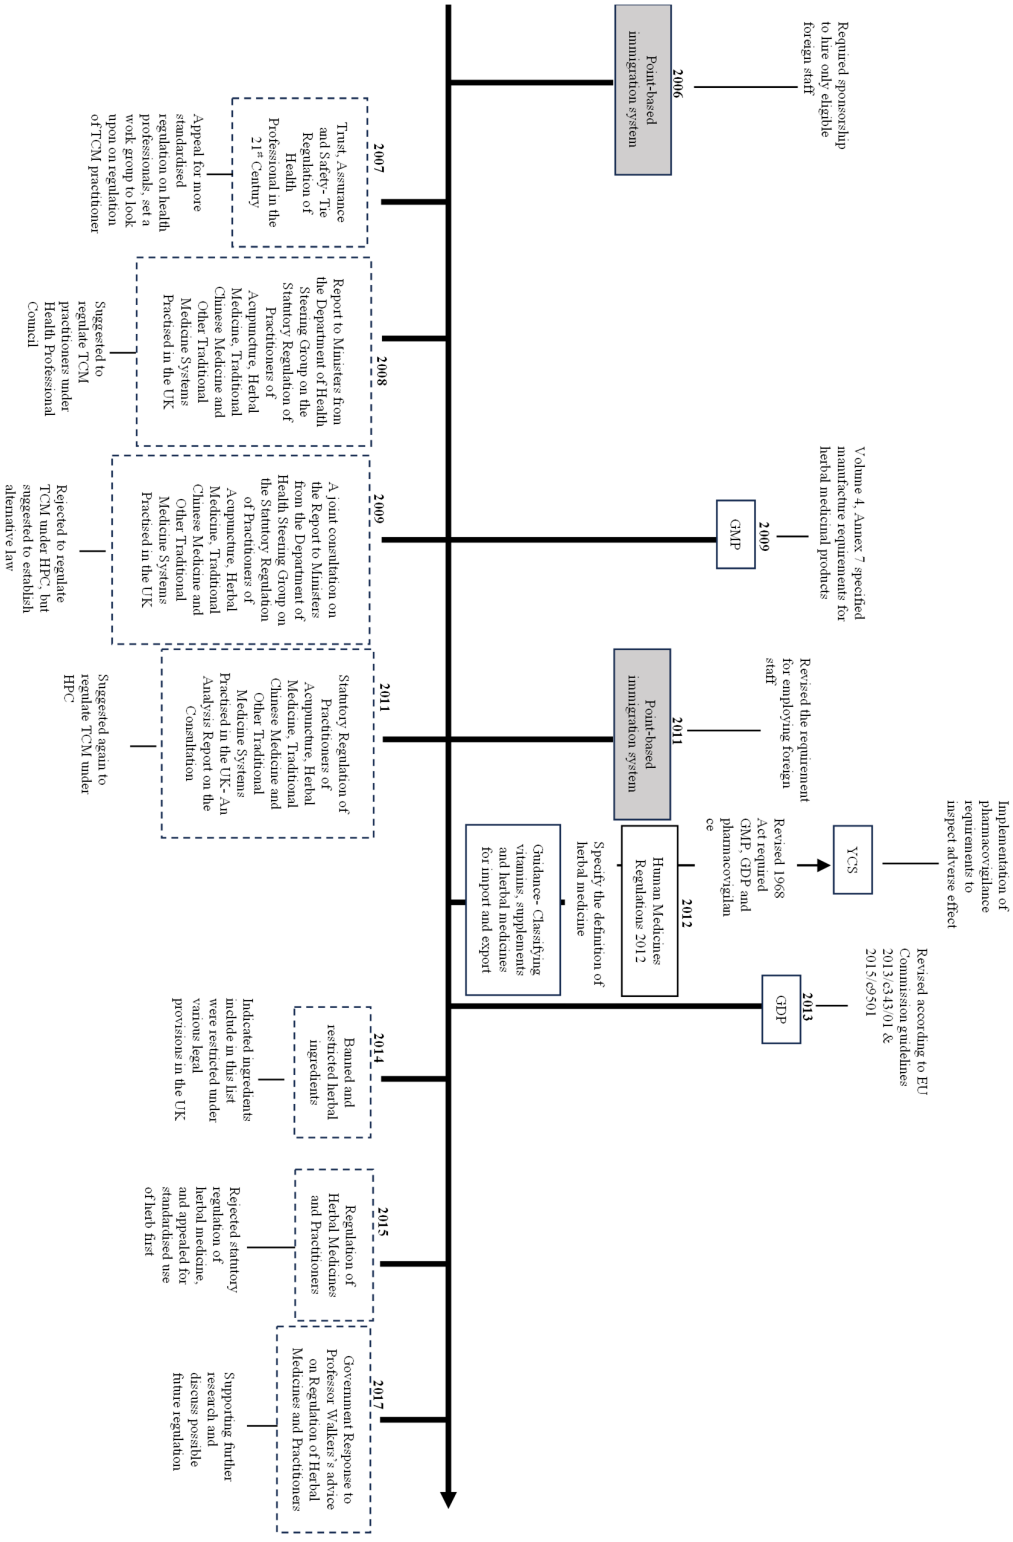 Required sponsorship
to hire only eligible
foreign staff
2006
Point-based
immigration system
Volume 4, Annex 7 specified
manufacture requirements for
herbal medicinal products
2009
GMP
Revised the requirement
for employing foreign
staff
2011
Point-based
immigration system
Implementation of
pharmacovigilance
requirements to
inspect adverse effect
YCS
Revised 1968
Act required
GMP, GDP and
pharmacovigilan
ce
2012
Human Medicines
Regulations 2012
Specify the definition of
herbal medicine
Guidance- Classifying
vitamins, supplements
and herbal medicines
for import and export
Revised according to EU
Commission guidelines
2013/c343/01 &
2015/c9501
2013
GDP
2007
Trust, Assurance
and Safety- Tie
Regulation of
Health
Professional in the
21st Century
Appeal for more
standardised
regulation on health
professionals, set a
work group to look
upon on regulation
of TCM practitioner
2008
Report to Ministers from
the Department of Health
Steering Group on the
Statutory Regulation of
Practitioners of
Acupuncture, Herbal
Medicine, Traditional
Chinese Medicine and
Other Traditional
Medicine Systems
Practised in the UK
Suggested to
regulate TCM
practitioners under
Health Professional
Council
2009
A joint consultation on
the Report to Ministers
from the Department of
Health Steering Group on
the Statutory Regulation
of Practitioners of
Acupuncture, Herbal
Medicine, Traditional
Chinese Medicine and
Other Traditional
Medicine Systems
Practised in the UK
Rejected to regulate
TCM under HPC, but
suggested to establish
alternative law
2011
Statutory Regulation of
Practitioners of
Acupuncture, Herbal
Medicine, Traditional
Chinese Medicine and
Other Traditional
Medicine Systems
Practised in the UK- An
Analysis Report on the
Consultation
Suggested again to
regulate TCM under
HPC
2014
Banned and
restricted herbal
ingredients
Indicated ingredients
include in this list
were restricted under
various legal
provisions in the UK
2015
Regulation of
Herbal Medicines
and Practitioners
Rejected statutory
regulation of
herbal medicine,
and appealed for
standardised use
of herb first
2017
Government Response to
Professor Walkers's advice
on Regulation of Herbal
Medicines and Practitioners
Supporting further
research and
discuss possible
future regulation